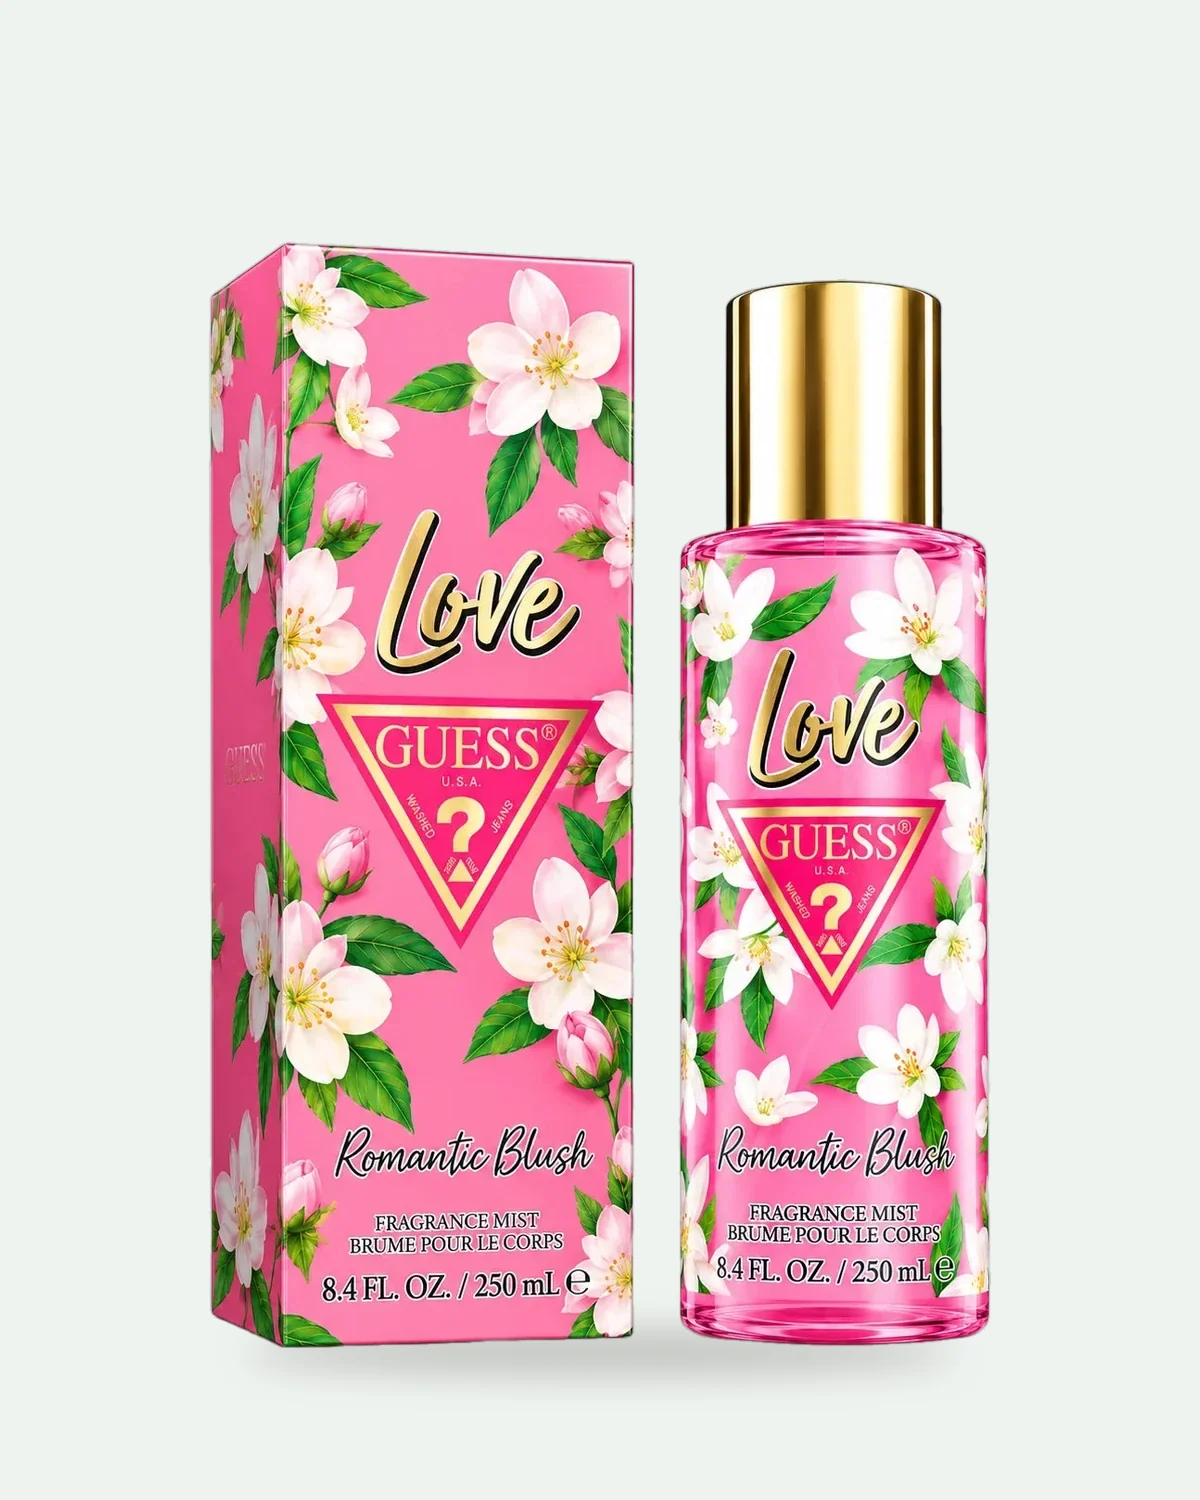 Love
GUESS®
U.S.A.
WASHED
JEANS
?
Romantic Blush
FRAGRANCE MIST
BRUME POUR LE CORPS
8.4 FL. OZ. / 250 mL ℮
GUESS
Love
GUESS®
U.S.A.
WASHED
JEANS
?
Romantic Blush
FRAGRANCE MIST
BRUME POUR LE CORPS
8.4 FL. OZ. / 250 mL ℮